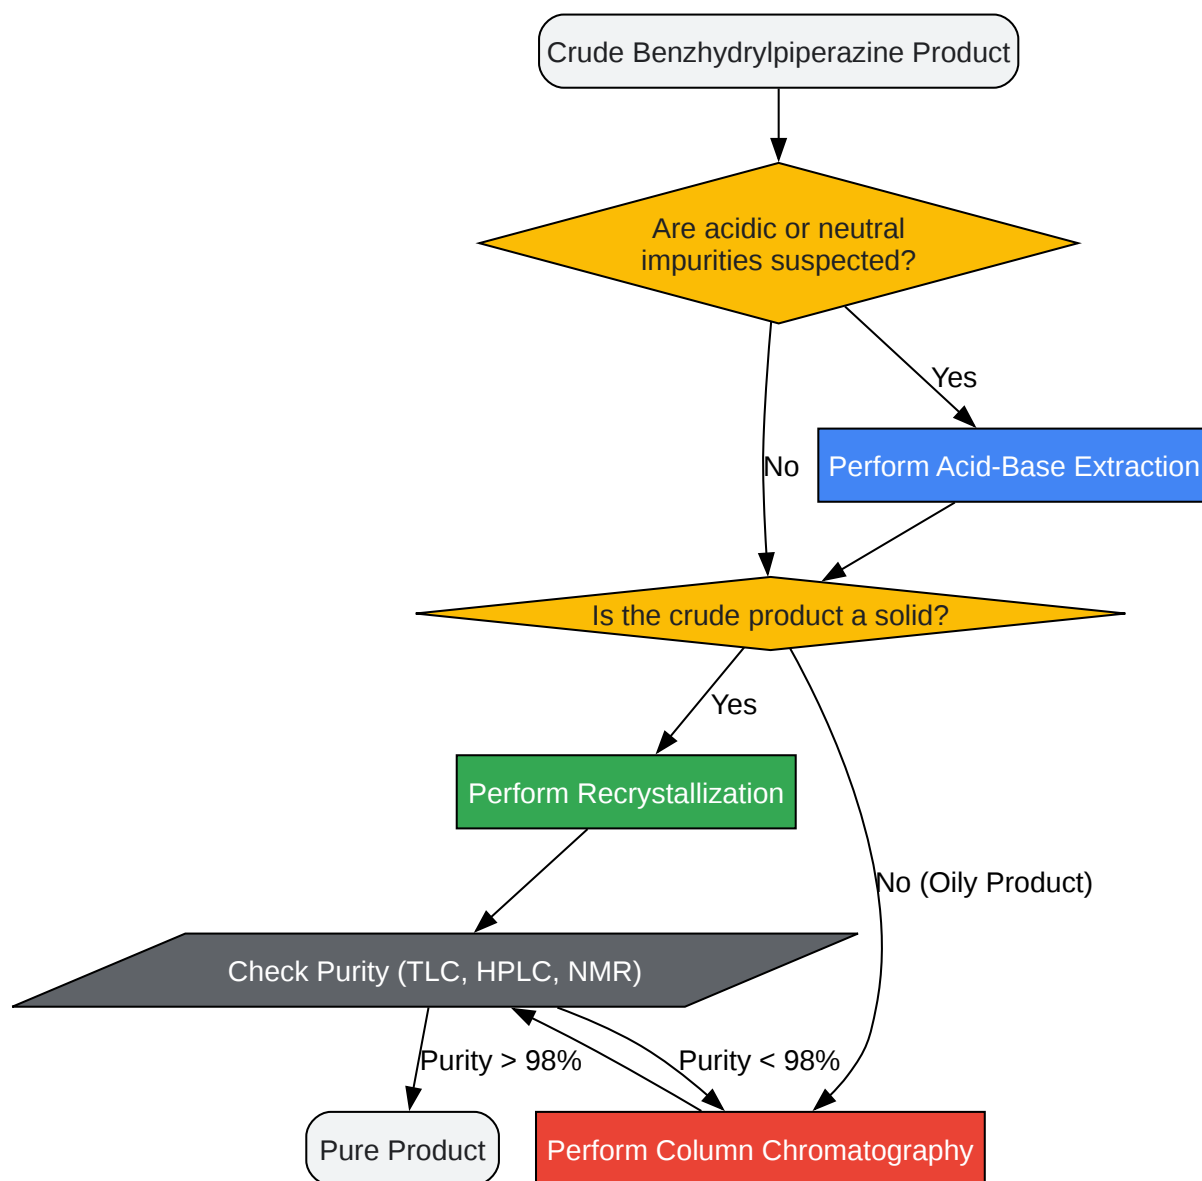 Crude Benzhydrylpiperazine Product
Are acidic or neutral
impurities suspected?
Yes
No
Perform Acid-Base Extraction
Is the crude product a solid?
Yes
Perform Recrystallization
No (Oily Product)
Check Purity (TLC, HPLC, NMR)
Purity > 98%
Purity < 98%
Pure Product
Perform Column Chromatography